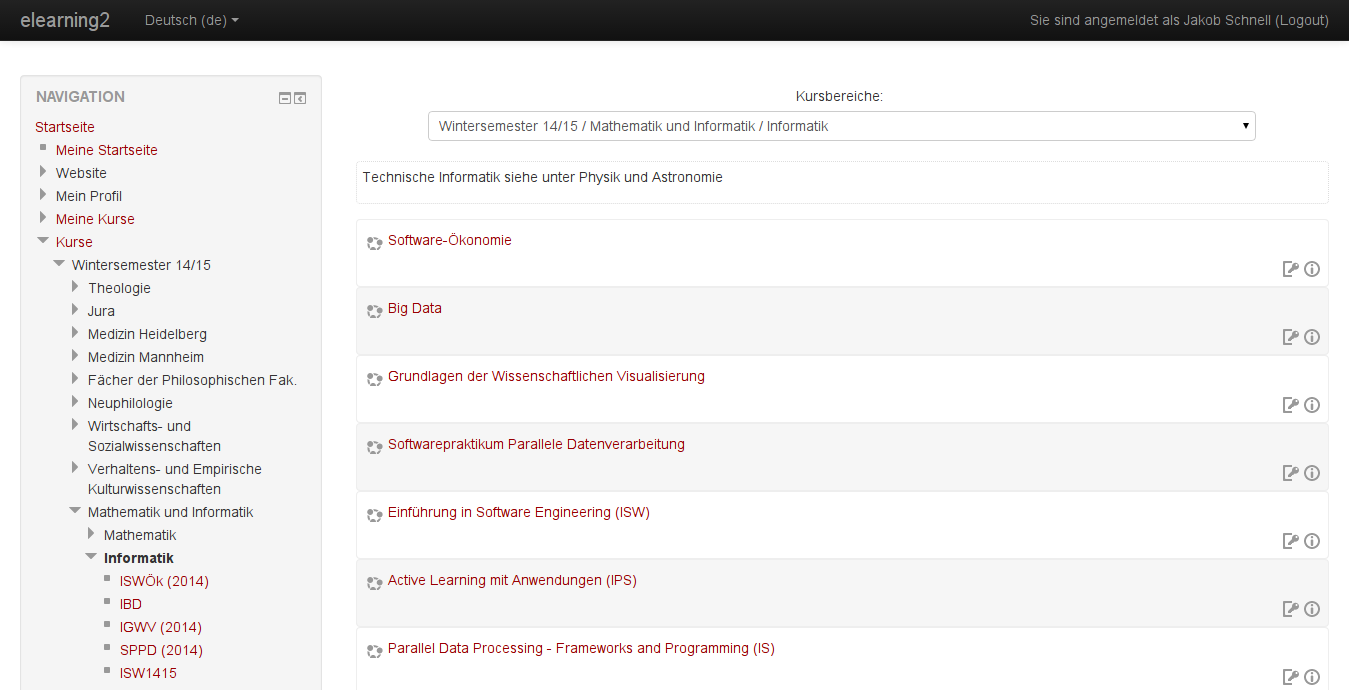 elearning2
Deutsch (de)
Sie sind angemeldet als Jakob Schnell (Logout)
NAVIGATION
Startseite
Meine Startseite
Website
Mein Profil
Meine Kurse
Kurse
Wintersemester 14/15
Theologie
Jura
Medizin Heidelberg
Medizin Mannheim
Fächer der Philosophischen Fak.
Neuphilologie
Wirtschafts- und
Sozialwissenschaften
Verhaltens- und Empirische
Kulturwissenschaften
Mathematik und Informatik
Mathematik
Informatik
ISWÖk (2014)
IBD
IGWV (2014)
SPPD (2014)
ISW1415
Kursbereiche:
Wintersemester 14/15 / Mathematik und Informatik / Informatik
Technische Informatik siehe unter Physik und Astronomie
Software-Ökonomie
Big Data
Grundlagen der Wissenschaftlichen Visualisierung
Softwarepraktikum Parallele Datenverarbeitung
Einführung in Software Engineering (ISW)
Active Learning mit Anwendungen (IPS)
Parallel Data Processing - Frameworks and Programming (IS)